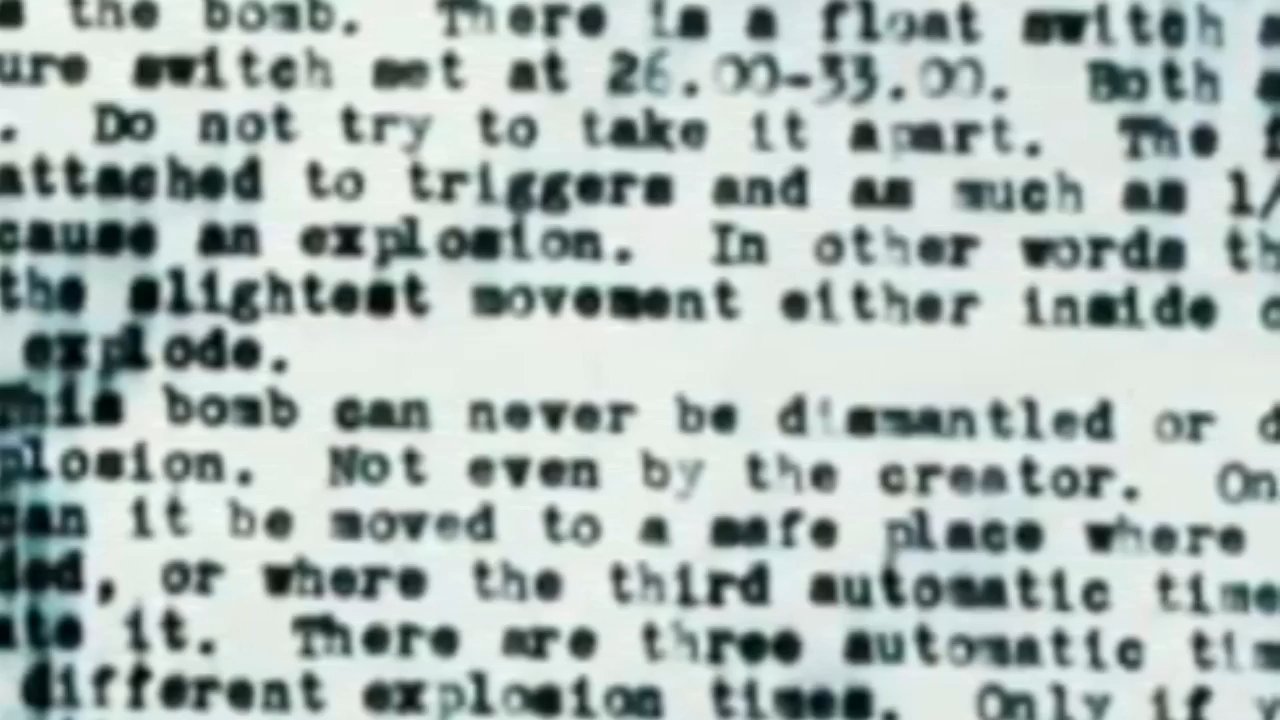 the bomb. There is a float switch
ure switch set at 26.00-33.00. Both
. Do not try to take it apart. The
attached to triggers and as much as 1/
cause an explosion. In other words th
the slightest movement either inside o
explode.
This bomb can never be dismantled or d
plosion. Not even by the creator. On
can it be moved to a safe place where
ded, or where the third automatic time
ate it. There are three automatic tim
different explosion times. Only if y